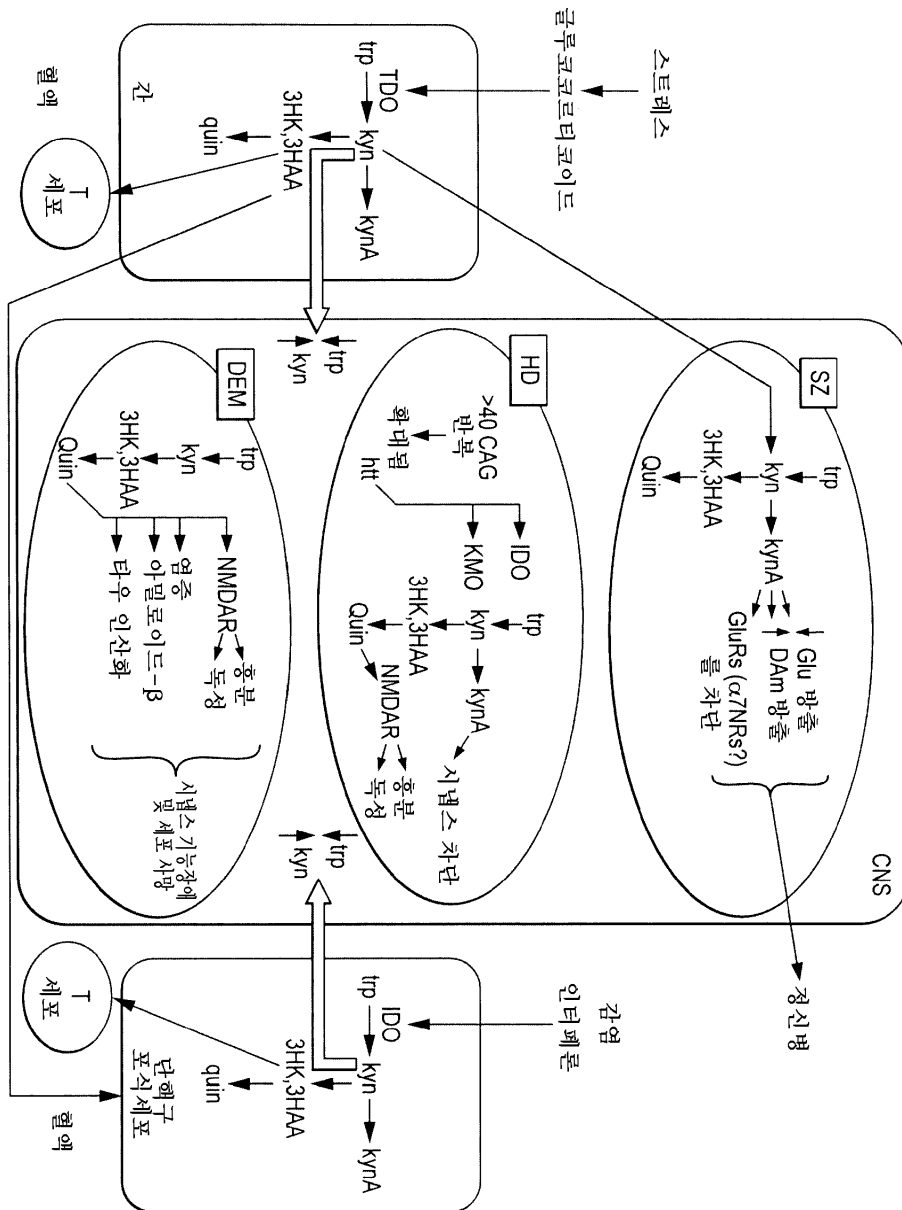 스트레스
글루코코르티코이드
trp
TDO
kyn
kynA
3HK,3HAA
quin
간
혈액
T
세포
CNS
SZ
trp
kyn
kynA
3HK,3HAA
Quin
Glu 방출
DAm 방출
GluRs (α7NRs?)
를 차단
정신병
HD
>40 CAG
반복
확대됨
htt
IDO
KMO
trp
kyn
kynA
3HK,3HAA
Quin
시냅스 차단
NMDAR
흥분
독성
trp
kyn
trp
kyn
DEM
trp
kyn
3HK,3HAA
Quin
NMDAR
흥분
독성
염증
아밀로이드-β
타우 인산화
시냅스 기능장애
및 세포 사망
감염
인터페론
trp
IDO
kyn
kynA
3HK,3HAA
quin
단핵구
포식세포
T
세포
혈액